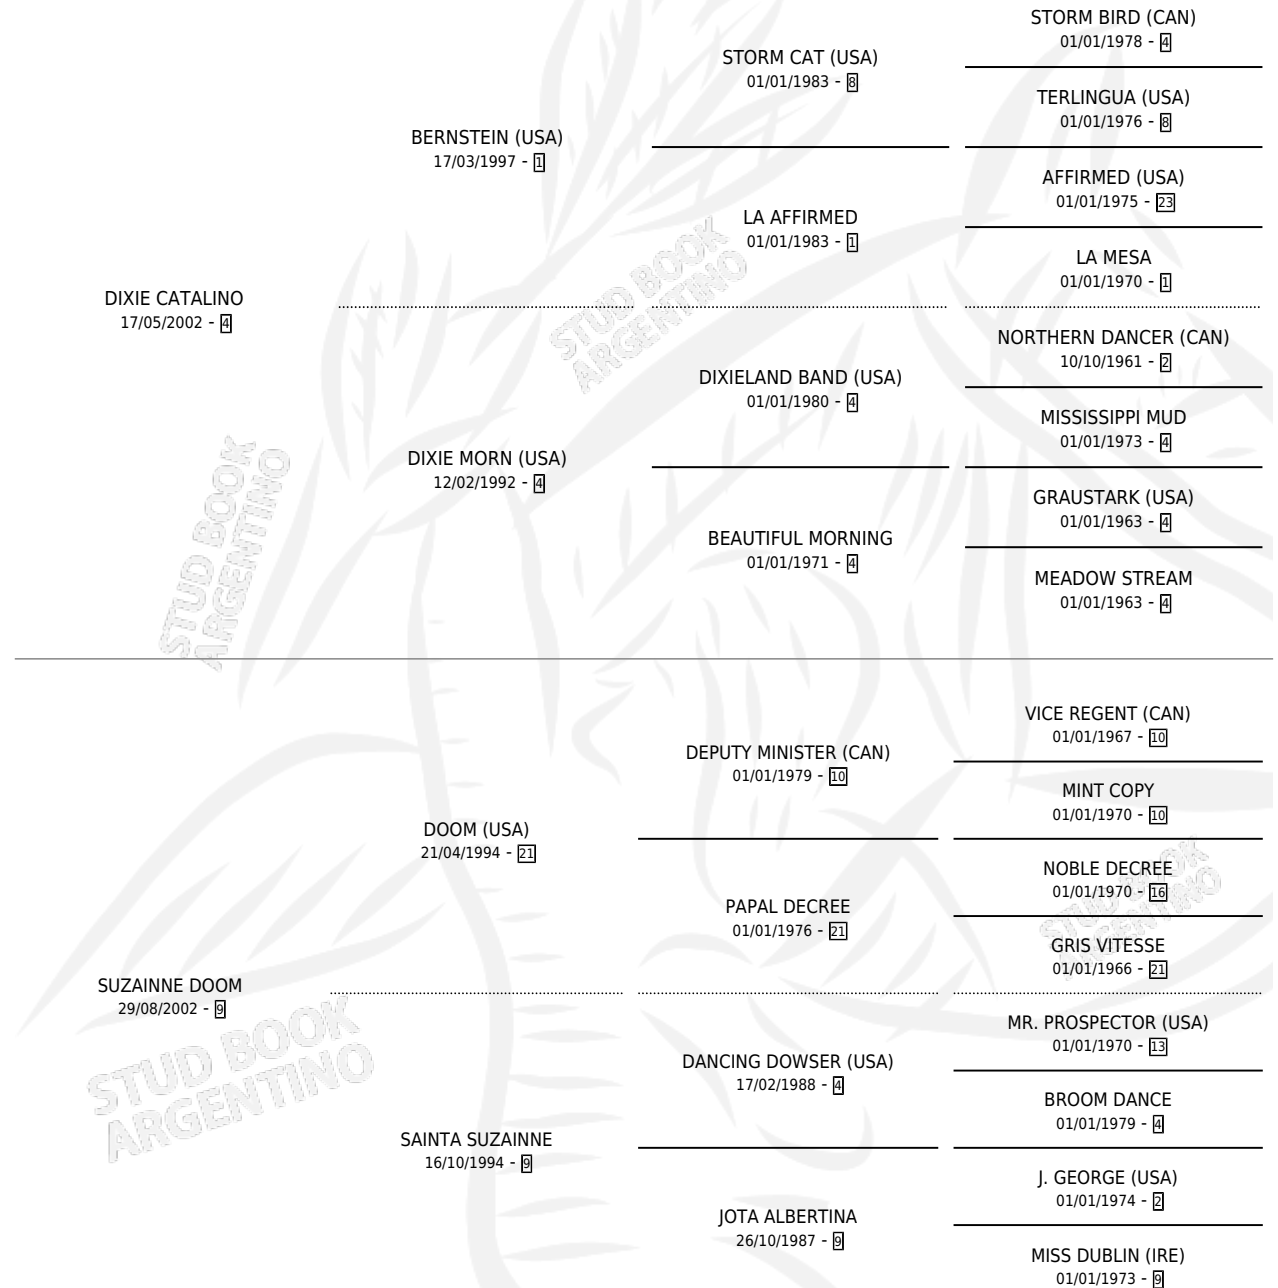 STORM BIRD (CAN)
01/01/1978 - 4
STORM CAT (USA)
01/01/1983 - 8
TERLINGUA (USA)
01/01/1976 - 8
BERNSTEIN (USA)
17/03/1997 - 1
AFFIRMED (USA)
01/01/1975 - 23
LA AFFIRMED
01/01/1983 - 1
LA MESA
01/01/1970 - 1
DIXIE CATALINO
17/05/2002 - 4
STUD BOOK
ARGENTINO
NORTHERN DANCER (CAN)
10/10/1961 - 2
DIXIELAND BAND (USA)
01/01/1980 - 4
MISSISSIPPI MUD
01/01/1973 - 4
DIXIE MORN (USA)
12/02/1992 - 4
GRAUSTARK (USA)
01/01/1963 - 4
BEAUTIFUL MORNING
01/01/1971 - 4
MEADOW STREAM
01/01/1963 - 4
STUD BOOK
ARGENTINO
VICE REGENT (CAN)
01/01/1967 - 10
DEPUTY MINISTER (CAN)
01/01/1979 - 10
MINT COPY
01/01/1970 - 10
DOOM (USA)
21/04/1994 - 21
NOBLE DECREE
01/01/1970 - 16
STUD BOOK
ARGENTINO
PAPAL DECREE
01/01/1976 - 21
GRIS VITESSE
01/01/1966 - 21
SUZAINNE DOOM
29/08/2002 - 9
STUD BOOK
ARGENTINO
MR. PROSPECTOR (USA)
01/01/1970 - 13
DANCING DOWSER (USA)
17/02/1988 - 4
BROOM DANCE
01/01/1979 - 4
SAINTA SUZAINNE
16/10/1994 - 9
J. GEORGE (USA)
01/01/1974 - 2
JOTA ALBERTINA
26/10/1987 - 9
MISS DUBLIN (IRE)
01/01/1973 - 9